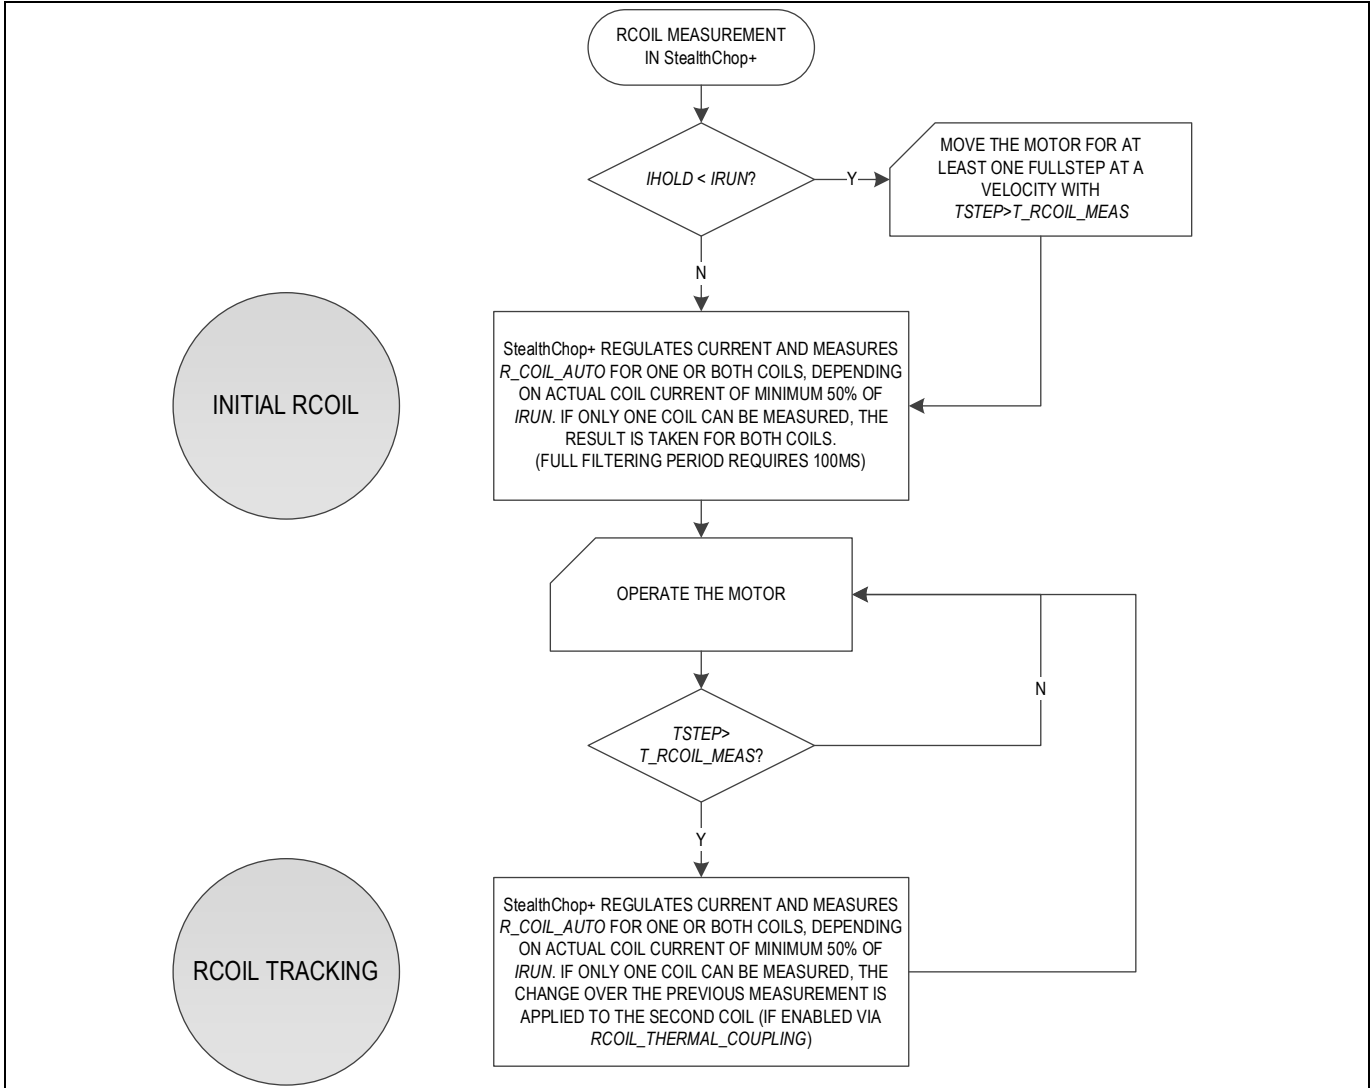 RCOIL MEASUREMENT
IN StealthChop+
IHOLD < IRUN?
Y
MOVE THE MOTOR FOR AT
LEAST ONE FULLSTEP AT A
VELOCITY WITH
TSTEP>T_RCOIL_MEAS
N
INITIAL RCOIL
StealthChop+ REGULATES CURRENT AND MEASURES
R_COIL_AUTO FOR ONE OR BOTH COILS, DEPENDING
ON ACTUAL COIL CURRENT OF MINIMUM 50% OF
IRUN. IF ONLY ONE COIL CAN BE MEASURED, THE
RESULT IS TAKEN FOR BOTH COILS.
(FULL FILTERING PERIOD REQUIRES 100MS)
OPERATE THE MOTOR
N
TSTEP>
T_RCOIL_MEAS?
Y
RCOIL TRACKING
StealthChop+ REGULATES CURRENT AND MEASURES
R_COIL_AUTO FOR ONE OR BOTH COILS, DEPENDING
ON ACTUAL COIL CURRENT OF MINIMUM 50% OF
IRUN. IF ONLY ONE COIL CAN BE MEASURED, THE
CHANGE OVER THE PREVIOUS MEASUREMENT IS
APPLIED TO THE SECOND COIL (IF ENABLED VIA
RCOIL_THERMAL_COUPLING)